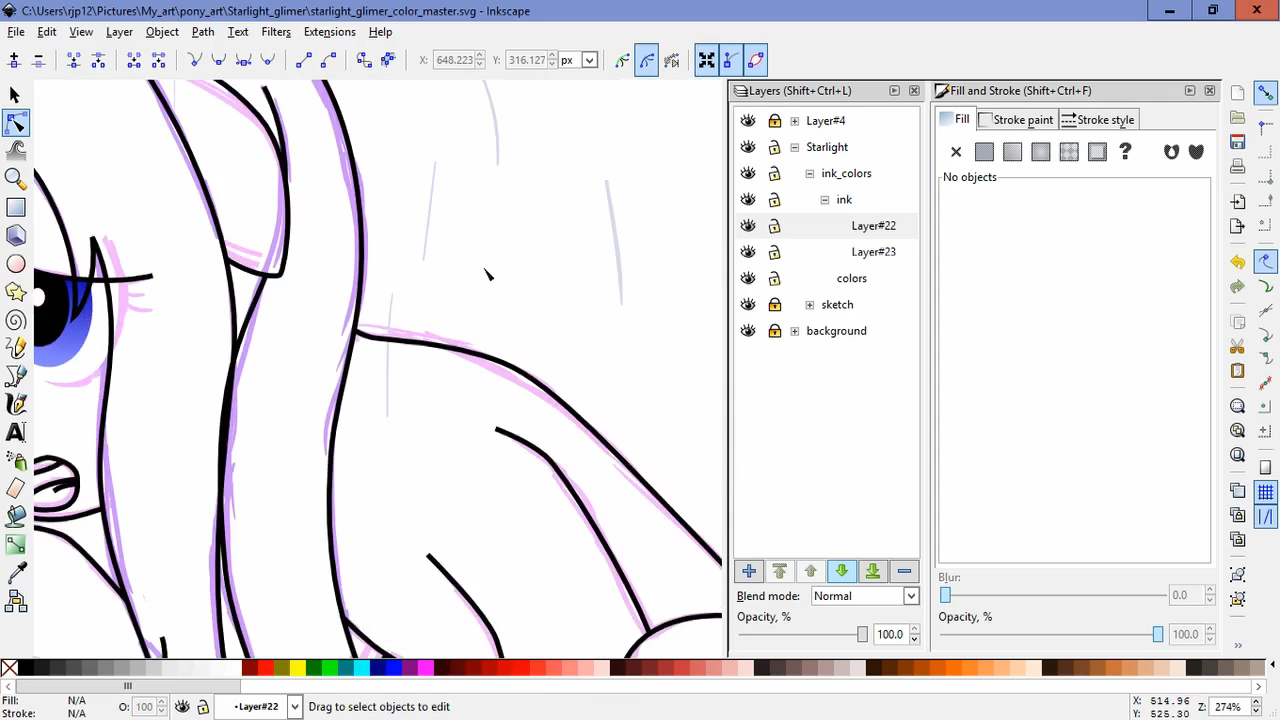 C:\Users\rjp12\Pictures\My_art\pony_art\Starlight_glimer\starlight_glimer_color_master.svg - Inkscape
File Edit View Layer Object Path Text Filters Extensions Help
X: 648.223 Y: 316.127 px
Layers (Shift+Ctrl+L)
Fill and Stroke (Shift+Ctrl+F)
Layer#4
Starlight
ink_colors
ink
Layer#22
Layer#23
colors
sketch
background
Fill Stroke paint Stroke style
?
No objects
Blend mode: Normal
Opacity, %
100.0
Blur:
0.0
Opacity, %
100.0
Fill: N/A
Stroke: N/A
O: 100
•Layer#22
Drag to select objects to edit
X: 514.96
Y: 525.30
Z: 274%